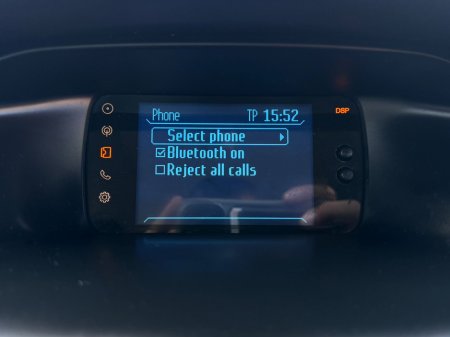 Phone TP 15:52 DSP
Select phone
Bluetooth on
Reject all calls